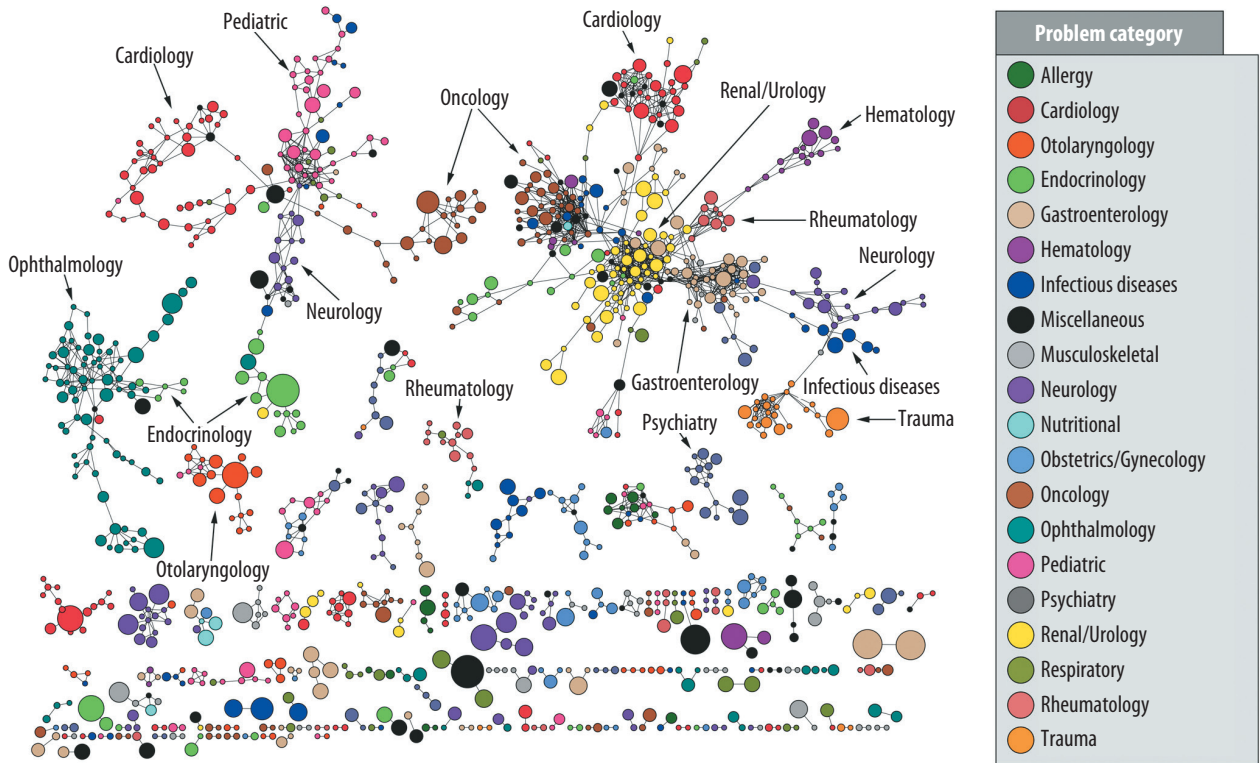 Pediatric
Cardiology
Cardiology
Oncology
Renal/Urology
Hematology
Rheumatology
Neurology
Ophthalmology
Neurology
Gastroenterology
Infectious diseases
Rheumatology
Trauma
Endocrinology
Psychiatry
Otolaryngology
Problem category
Allergy
Cardiology
Otolaryngology
Endocrinology
Gastroenterology
Hematology
Infectious diseases
Miscellaneous
Musculoskeletal
Neurology
Nutritional
Obstetrics/Gynecology
Oncology
Ophthalmology
Pediatric
Psychiatry
Renal/Urology
Respiratory
Rheumatology
Trauma